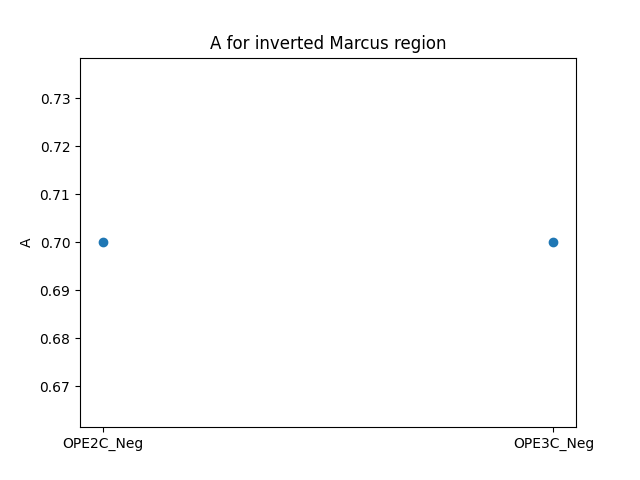 A for inverted Marcus region
0.73
0.72
0.71
0.70
0.69
0.68
0.67
A
OPE2C_Neg
OPE3C_Neg